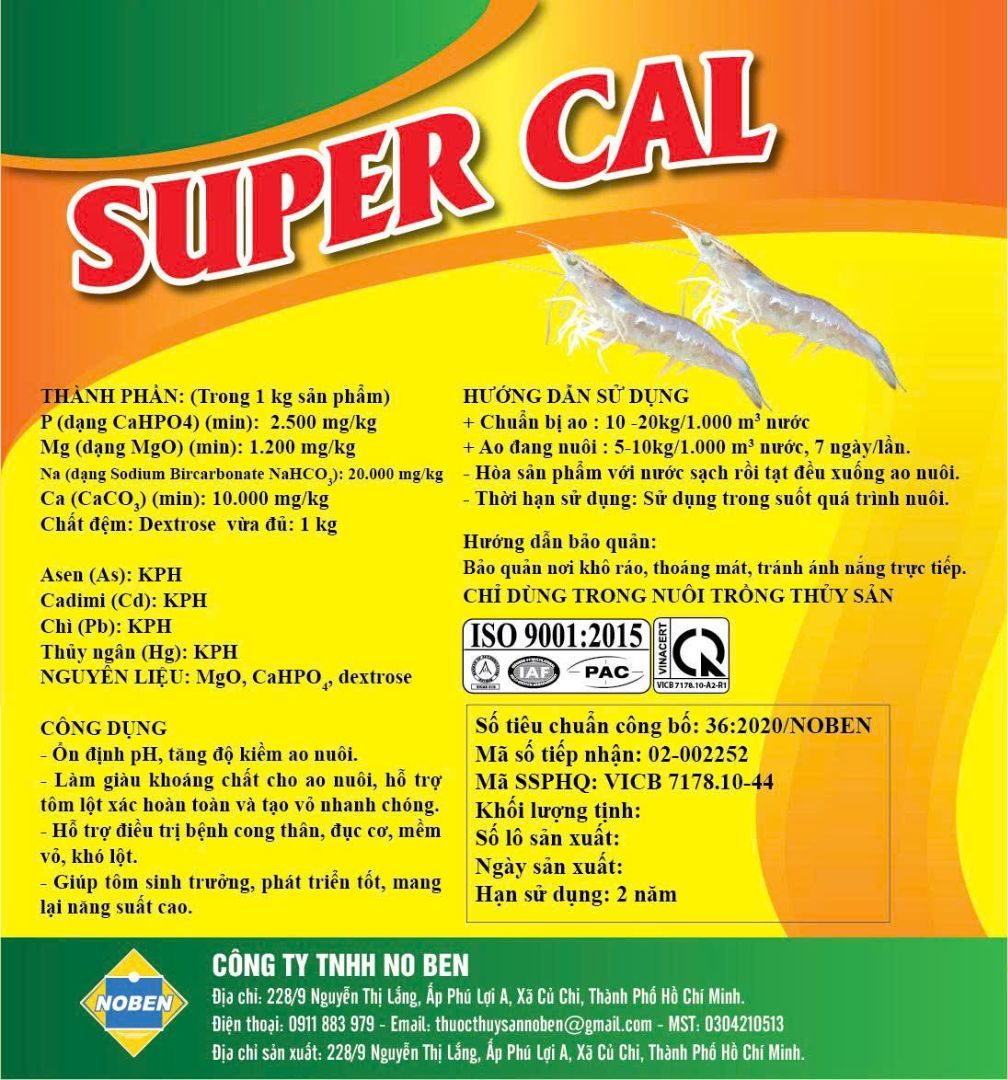 SUPER CAL
THÀNH PHẦN: (Trong 1 kg sản phẩm)
P (dạng CaHPO4) (min): 2.500 mg/kg
Mg (dạng MgO) (min): 1.200 mg/kg
Na (dạng Sodium Bircarbonate NaHCO₃): 20.000 mg/kg
Ca (CaCO₃) (min): 10.000 mg/kg
Chất đệm: Dextrose vừa đủ: 1 kg
Asen (As): KPH
Cadimi (Cd): KPH
Chì (Pb): KPH
Thủy ngân (Hg): KPH
NGUYÊN LIỆU: MgO, CaHPO₄, dextrose
CÔNG DỤNG
- Ổn định pH, tăng độ kiềm ao nuôi.
- Làm giàu khoáng chất cho ao nuôi, hỗ trợ
tôm lột xác hoàn toàn và tạo vỏ nhanh chóng.
- Hỗ trợ điều trị bệnh cong thân, đục cơ, mềm
vỏ, khó lột.
- Giúp tôm sinh trưởng, phát triển tốt, mang
lại năng suất cao.
HƯỚNG DẪN SỬ DỤNG
+ Chuẩn bị ao : 10 -20kg/1.000 m³ nước
+ Ao đang nuôi : 5-10kg/1.000 m³ nước, 7 ngày/lần.
- Hòa sản phẩm với nước sạch rồi tạt đều xuống ao nuôi.
- Thời hạn sử dụng: Sử dụng trong suốt quá trình nuôi.
Hướng dẫn bảo quản:
Bảo quản nơi khô ráo, thoáng mát, tránh ánh nắng trực tiếp.
CHỈ DÙNG TRONG NUÔI TRỒNG THỦY SẢN
ISO 9001:2015
IAF
PAC
VINACERT
VICB 7178.10-A2-R1
Số tiêu chuẩn công bố: 36:2020/NOBEN
Mã số tiếp nhận: 02-002252
Mã SSPHQ: VICB 7178.10-44
Khối lượng tịnh:
Số lô sản xuất:
Ngày sản xuất:
Hạn sử dụng: 2 năm
NOBEN
CÔNG TY TNHH NO BEN
Địa chỉ: 228/9 Nguyễn Thị Lắng, Ấp Phú Lợi A, Xã Củ Chi, Thành Phố Hồ Chí Minh.
Điện thoại: 0911 883 979 - Email: thuocthuysannoben@gmail.com - MST: 0304210513
Địa chỉ sản xuất: 228/9 Nguyễn Thị Lắng, Ấp Phú Lợi A, Xã Củ Chi, Thành Phố Hồ Chí Minh.